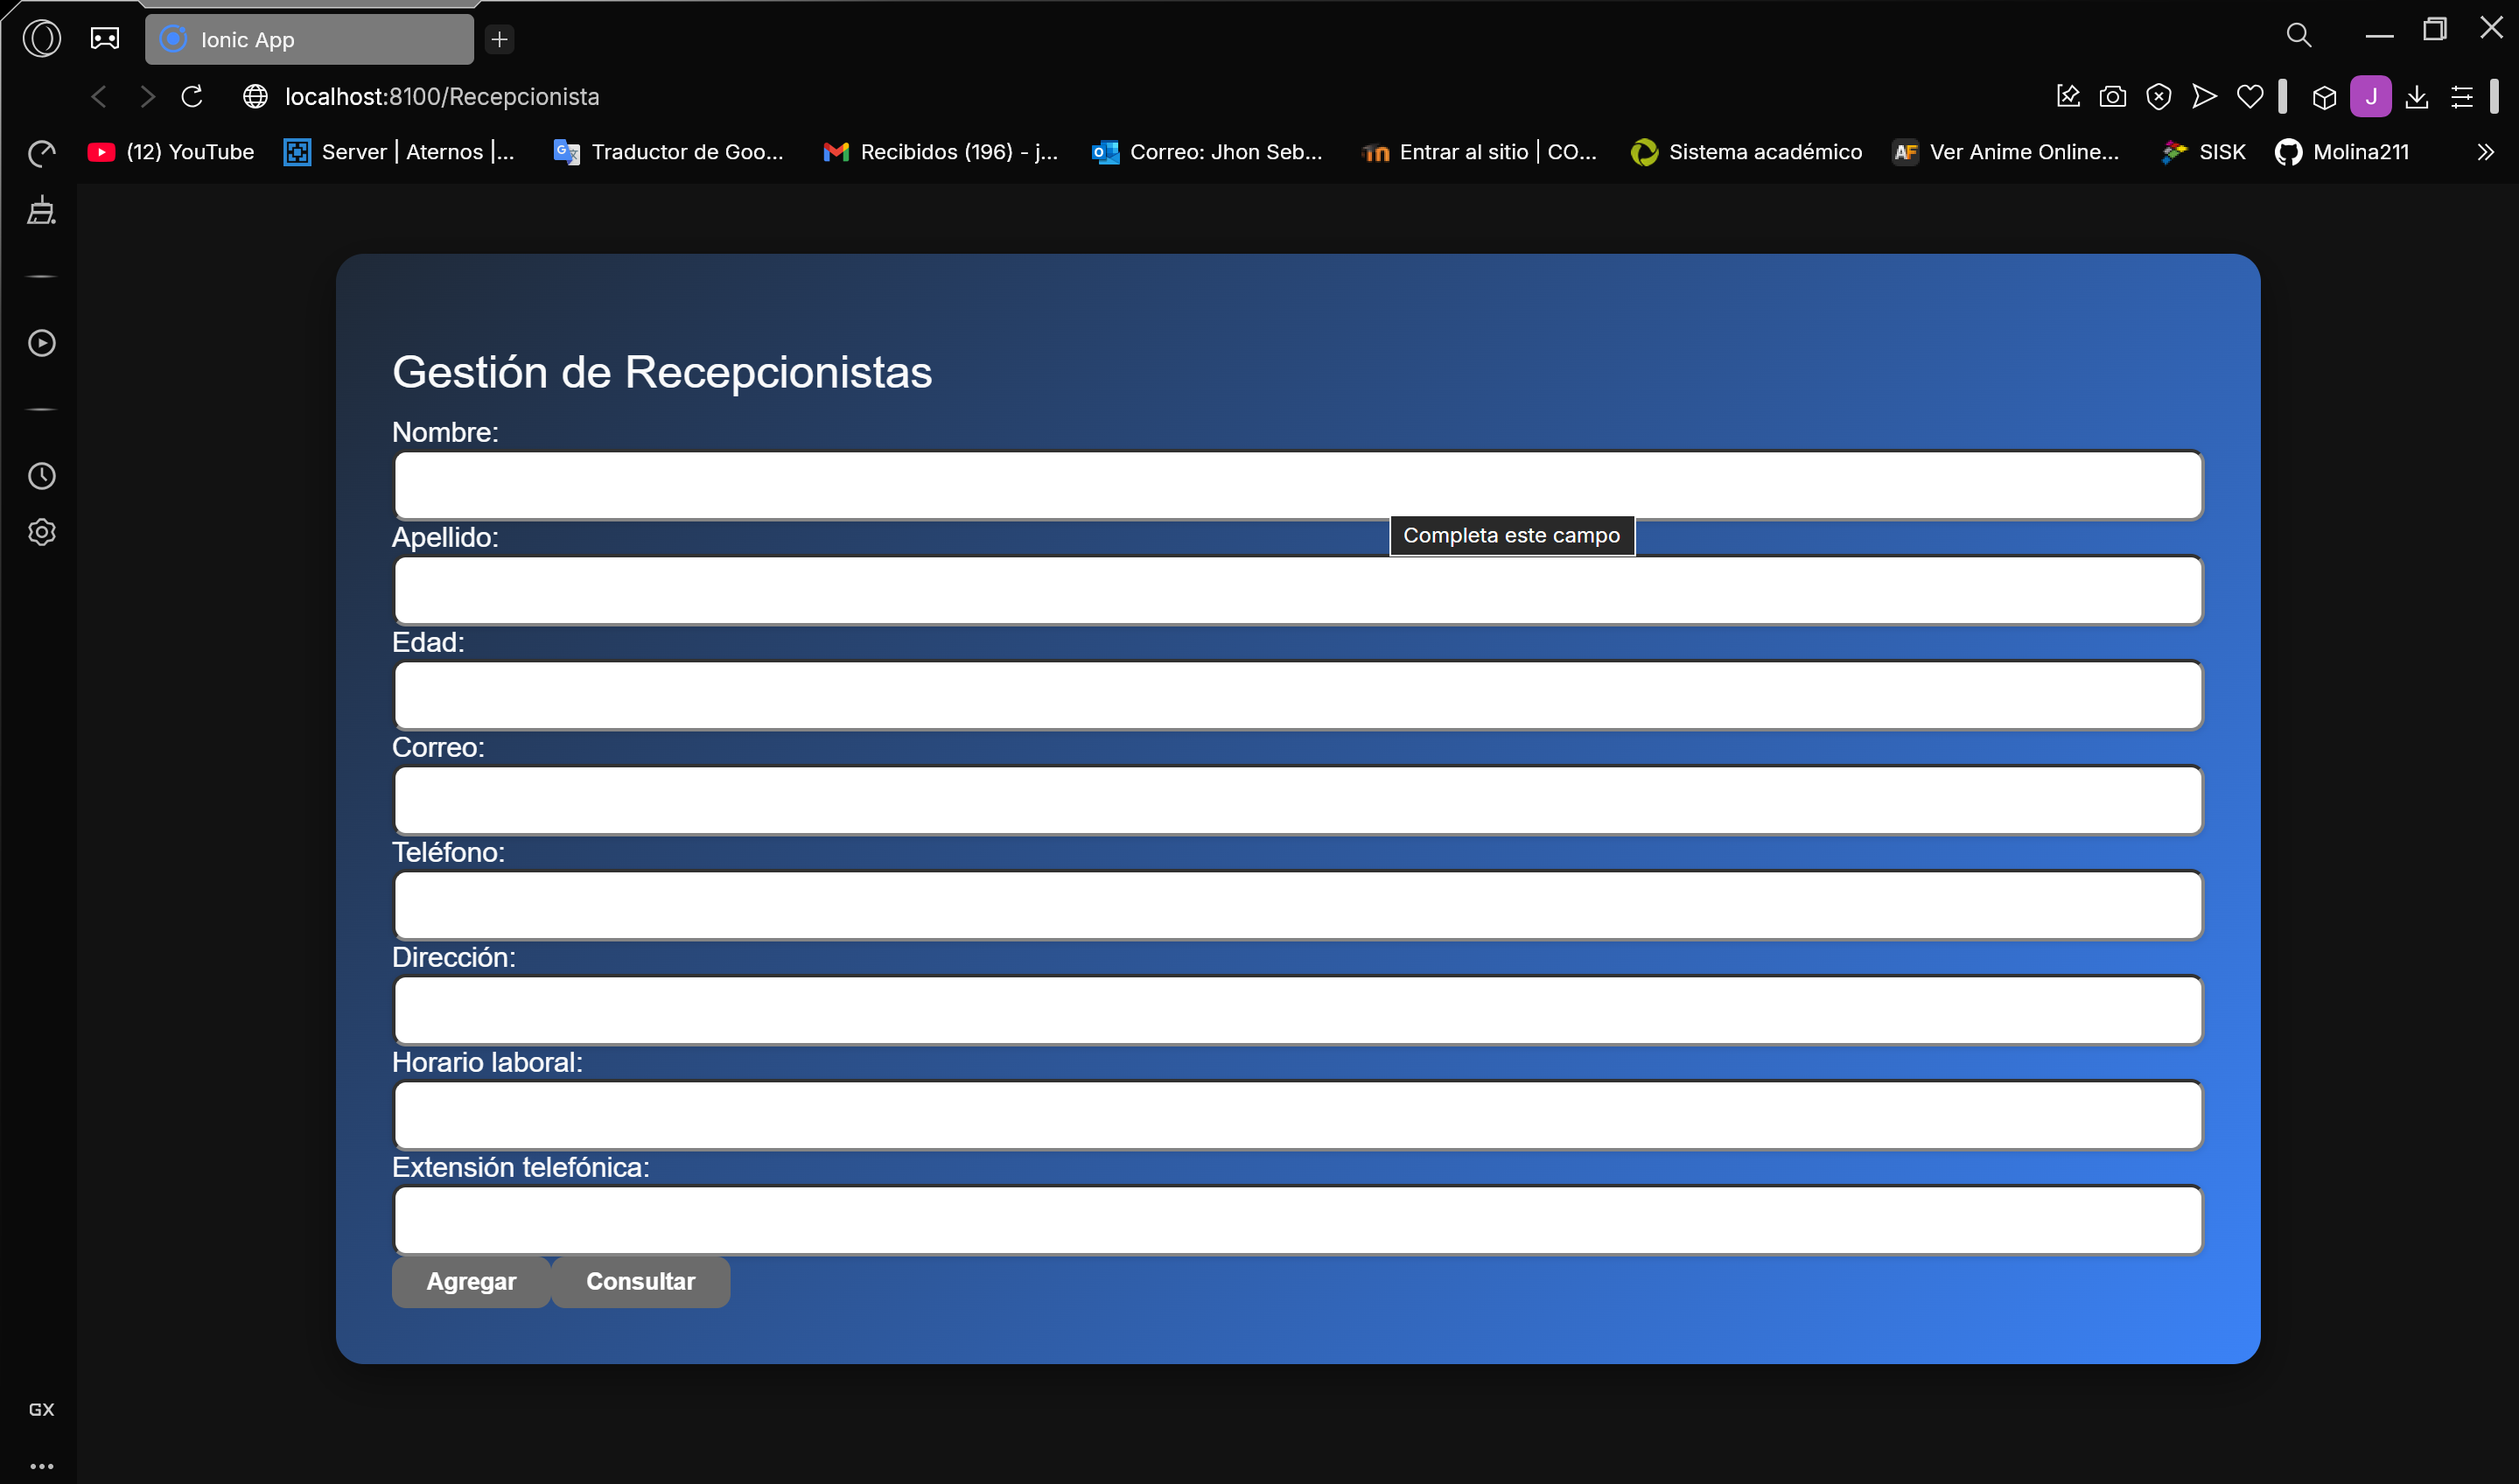 Ionic App
localhost:8100/Recepcionista
(12) YouTube
Server | Aternos |...
Traductor de Goo...
Recibidos (196) - j...
Correo: Jhon Seb...
Entrar al sitio | CO...
Sistema académico
AF Ver Anime Online...
SISK
Molina211
J
Gestión de Recepcionistas
Nombre:
Completa este campo
Apellido:
Edad:
Correo:
Teléfono:
Dirección:
Horario laboral:
Extensión telefónica:
Agregar
Consultar
GX